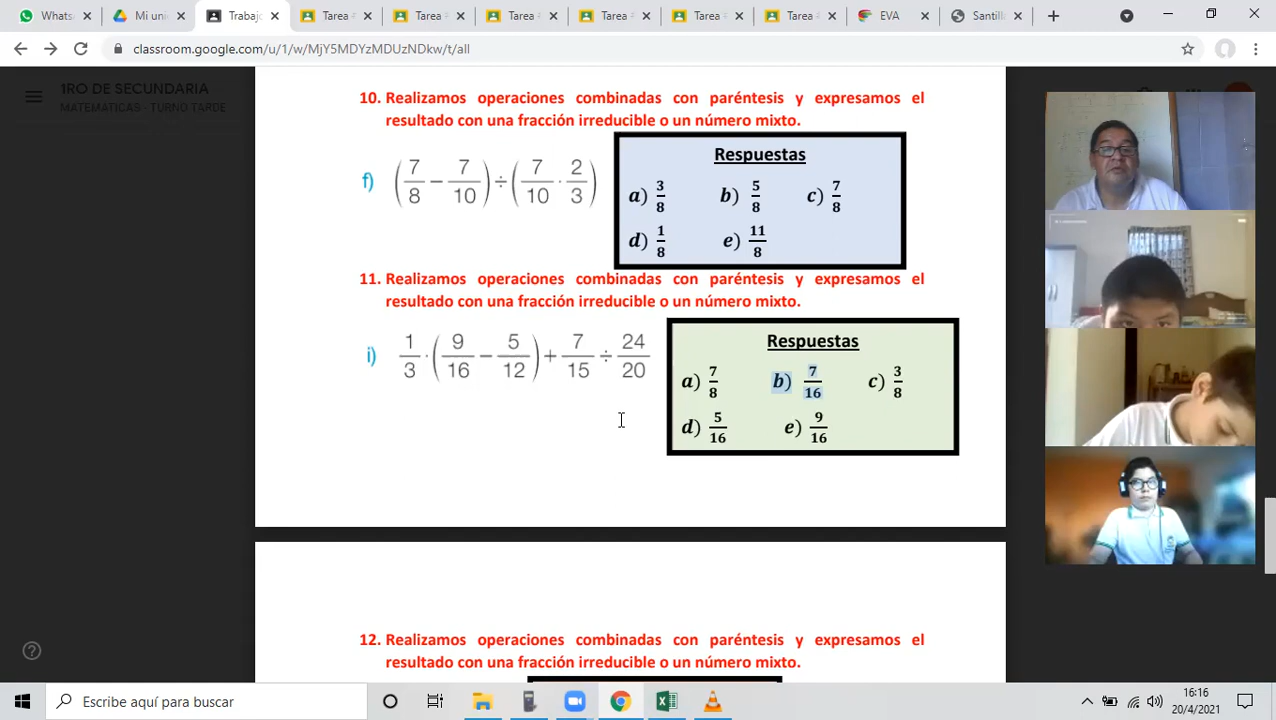 Whats
Mi uni
Trabajo
Tarea
Tarea
Tarea
Tarea
Tarea
Tarea
EVA
Santill
classroom.google.com/u/1/w/MjY5MDYzMDUzNDkw/t/all
1RO DE SECUNDARIA
MATEMATICAS - TURNO TARDE
10. Realizamos operaciones combinadas con paréntesis y expresamos el
resultado con una fracción irreducible o un número mixto.
f) (7/8 − 7/10) ÷ (7/10 · 2/3)
Respuestas
a) 3/8 b) 5/8 c) 7/8
d) 1/8 e) 11/8
11. Realizamos operaciones combinadas con paréntesis y expresamos el
resultado con una fracción irreducible o un número mixto.
i) 1/3 · (9/16 − 5/12) + 7/15 ÷ 24/20
Respuestas
a) 7/8 b) 7/16 c) 3/8
d) 5/16 e) 9/16
12. Realizamos operaciones combinadas con paréntesis y expresamos el
resultado con una fracción irreducible o un número mixto.
Escribe aquí para buscar
16:16
20/4/2021